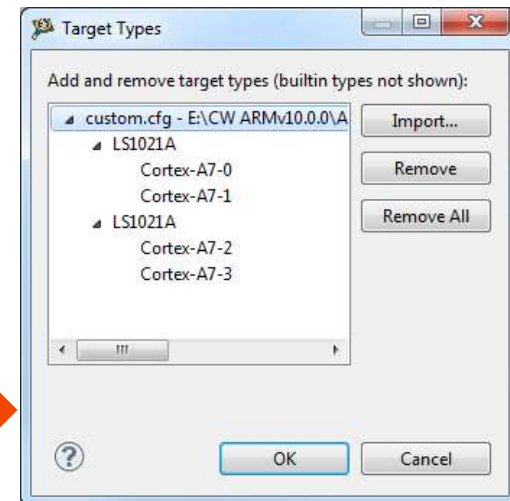 Target Types
Add and remove target types (builtin types not shown):
custom.cfg - E:\CW ARMv10.0.0\A
LS1021A
Cortex-A7-0
Cortex-A7-1
LS1021A
Cortex-A7-2
Cortex-A7-3
Import...
Remove
Remove All
?
OK
Cancel